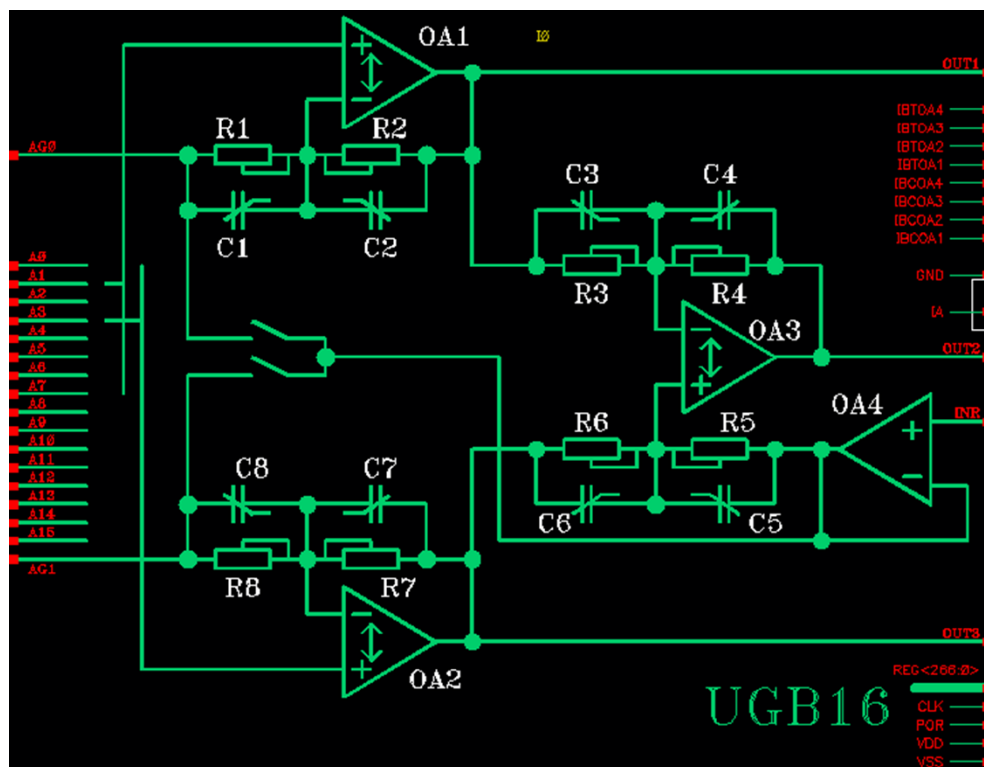 OA1
I0
OUT1
R1
R2
IBTOA4
IBTOA3
IBTOA2
IBTOA1
IBCOA4
IBCOA3
IBCOA2
IBCOA1
AG0
C1
C2
C3
C4
R3
R4
A0
A1
A2
A3
A4
A5
A6
A7
A8
A9
A10
A11
A12
A13
A14
A15
AG1
GND
IA
OA3
OUT2
OA4
INR
R6
R5
+
-
C8
C7
C6
C5
R8
R7
OA2
OUT3
REG<266:0>
UGB16
CLK
POR
VDD
VSS